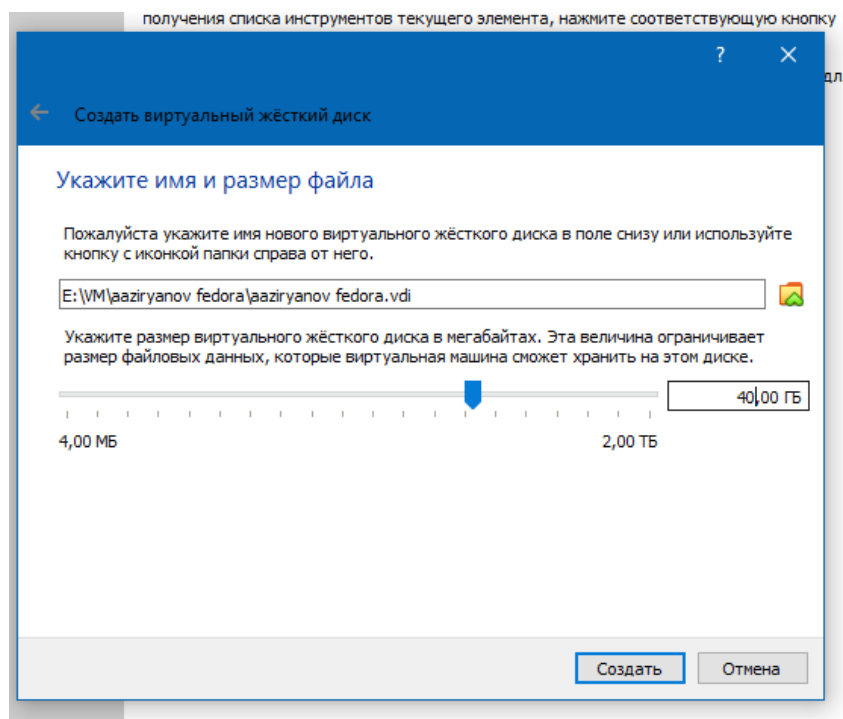 получения списка инструментов текущего элемента, нажмите соответствующую кнопку
?
дл
Создать виртуальный жёсткий диск
Укажите имя и размер файла
Пожалуйста укажите имя нового виртуального жёсткого диска в поле снизу или используйте
кнопку с иконкой папки справа от него.
E:\VM\aaziryanov fedora\aaziryanov fedora.vdi
Укажите размер виртуального жёсткого диска в мегабайтах. Эта величина ограничивает
размер файловых данных, которые виртуальная машина сможет хранить на этом диске.
40,00 ГБ
4,00 МБ 2,00 ТБ
Создать Отмена